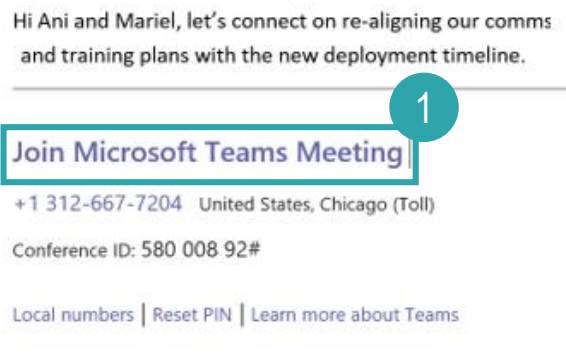 Hi Ani and Mariel, let's connect on re-aligning our comms
and training plans with the new deployment timeline.
1
Join Microsoft Teams Meeting
+1 312-667-7204 United States, Chicago (Toll)
Conference ID: 580 008 92#
Local numbers | Reset PIN | Learn more about Teams